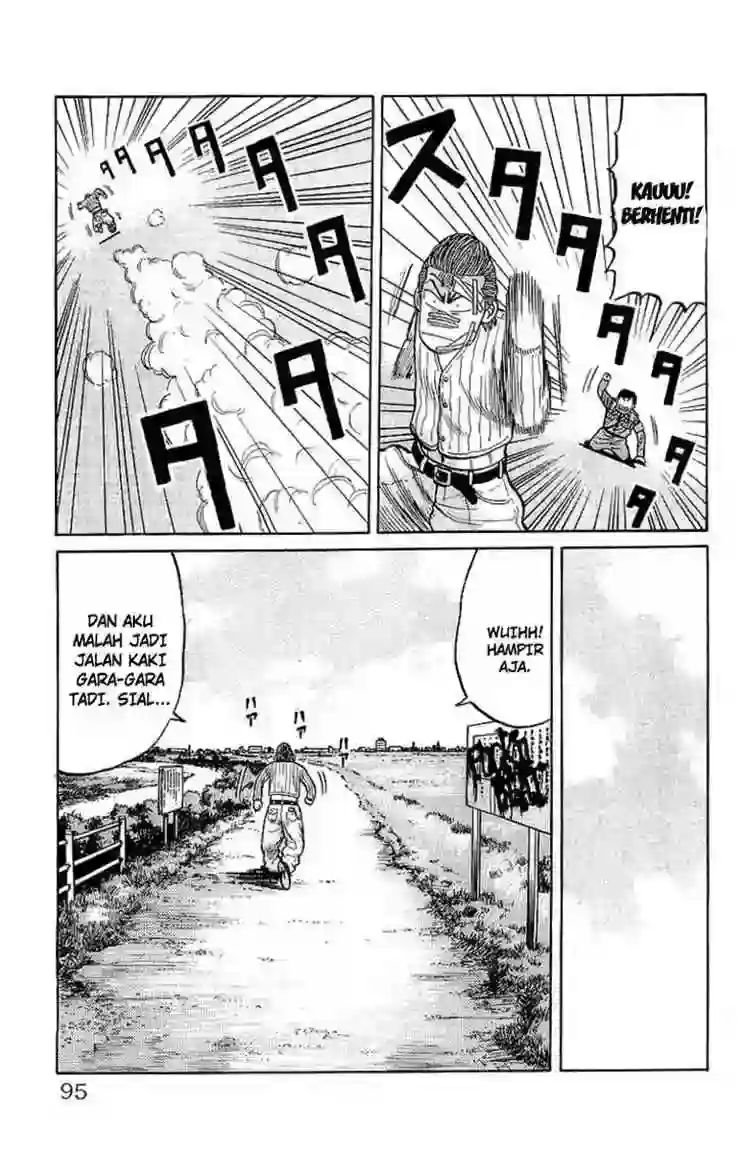 KAUUU!
BERHENTI!
スタタタタタタタ
タタタタタタタタタ
WUIHH!
HAMPIR
AJA.
DAN AKU
MALAH JADI
JALAN KAKI
GARA-GARA
TADI. SIAL...
ハァ
ハァ
95